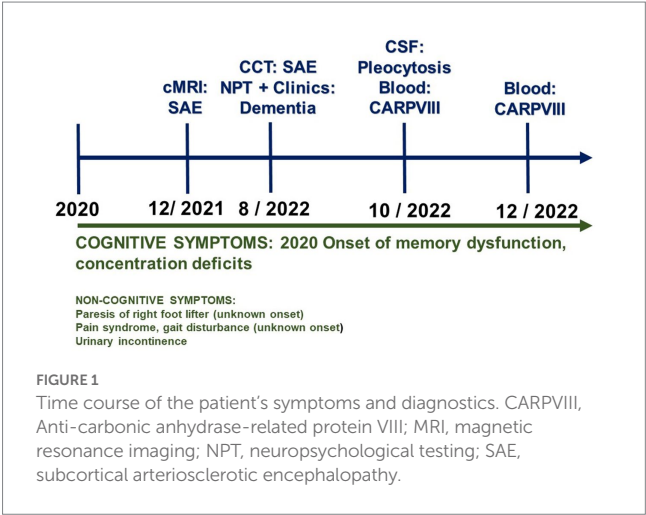 CSF:
CCT: SAE Pleocytosis
cMRI: NPT + Clinics: Blood: Blood:
SAE Dementia CARPVIII CARPVIII
2020 12/ 2021 8 / 2022 10 / 2022 12 / 2022
COGNITIVE SYMPTOMS: 2020 Onset of memory dysfunction,
concentration deficits
NON-COGNITIVE SYMPTOMS:
Paresis of right foot lifter (unknown onset)
Pain syndrome, gait disturbance (unknown onset)
Urinary incontinence
FIGURE 1
Time course of the patient's symptoms and diagnostics. CARPVIII,
Anti-carbonic anhydrase-related protein VIII; MRI, magnetic
resonance imaging; NPT, neuropsychological testing; SAE,
subcortical arteriosclerotic encephalopathy.